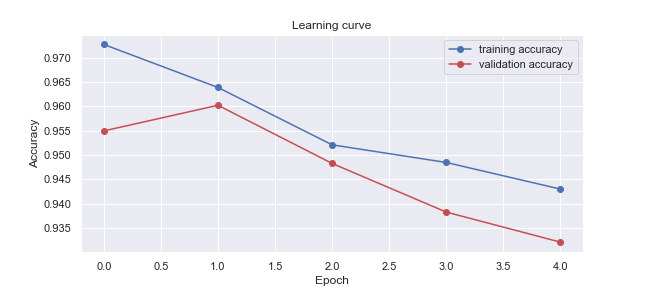 Learning curve
training accuracy
validation accuracy
0.970
0.965
0.960
0.955
0.950
0.945
0.940
0.935
Accuracy
0.0 0.5 1.0 1.5 2.0 2.5 3.0 3.5 4.0
Epoch